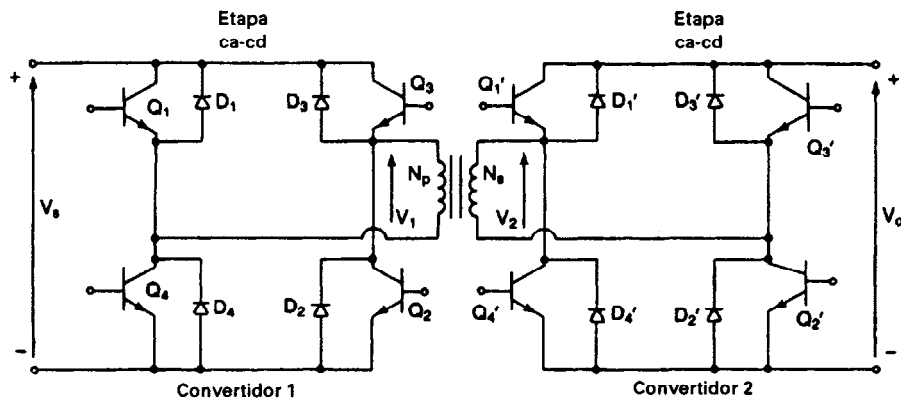 Etapa
ca-cd
Etapa
ca-cd
+
Q1
D1
D3
Q3
Q1′
D1′
D3′
Q3′
+
Vs
Np
V1
Ns
V2
Vo
Q4
D4
D2
Q2
Q4′
D4′
D2′
Q2′
−
−
Convertidor 1
Convertidor 2